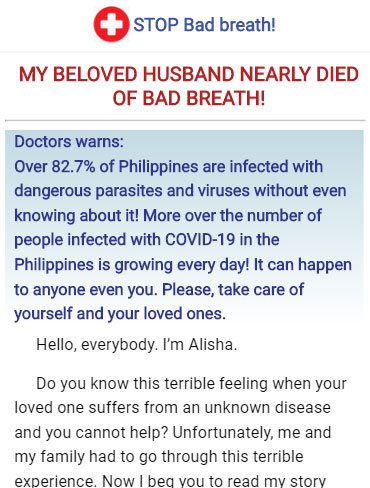 STOP Bad breath!
MY BELOVED HUSBAND NEARLY DIED
OF BAD BREATH!
Doctors warns:
Over 82.7% of Philippines are infected with
dangerous parasites and viruses without even
knowing about it! More over the number of
people infected with COVID-19 in the
Philippines is growing every day! It can happen
to anyone even you. Please, take care of
yourself and your loved ones.
Hello, everybody. I'm Alisha.
Do you know this terrible feeling when your
loved one suffers from an unknown disease
and you cannot help? Unfortunately, me and
my family had to go through this terrible
experience. Now I beg you to read my story